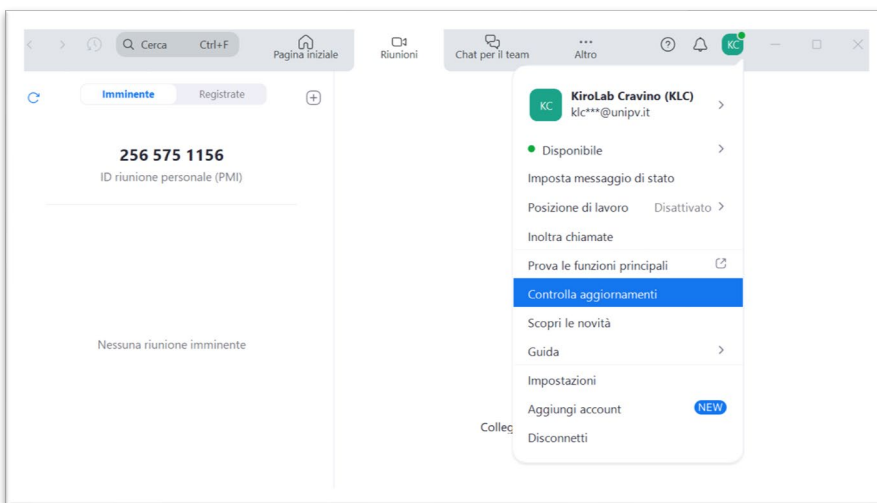 Cerca Ctrl+F
Pagina iniziale
Riunioni
Chat per il team
Altro
KC
Imminente Registrate
256 575 1156
ID riunione personale (PMI)
Nessuna riunione imminente
KC
KiroLab Cravino (KLC)
klc***@unipv.it
Disponibile
Imposta messaggio di stato
Posizione di lavoro Disattivato
Inoltra chiamate
Prova le funzioni principali
Controlla aggiornamenti
Scopri le novità
Guida
Impostazioni
Aggiungi account NEW
Disconnetti
Colleg